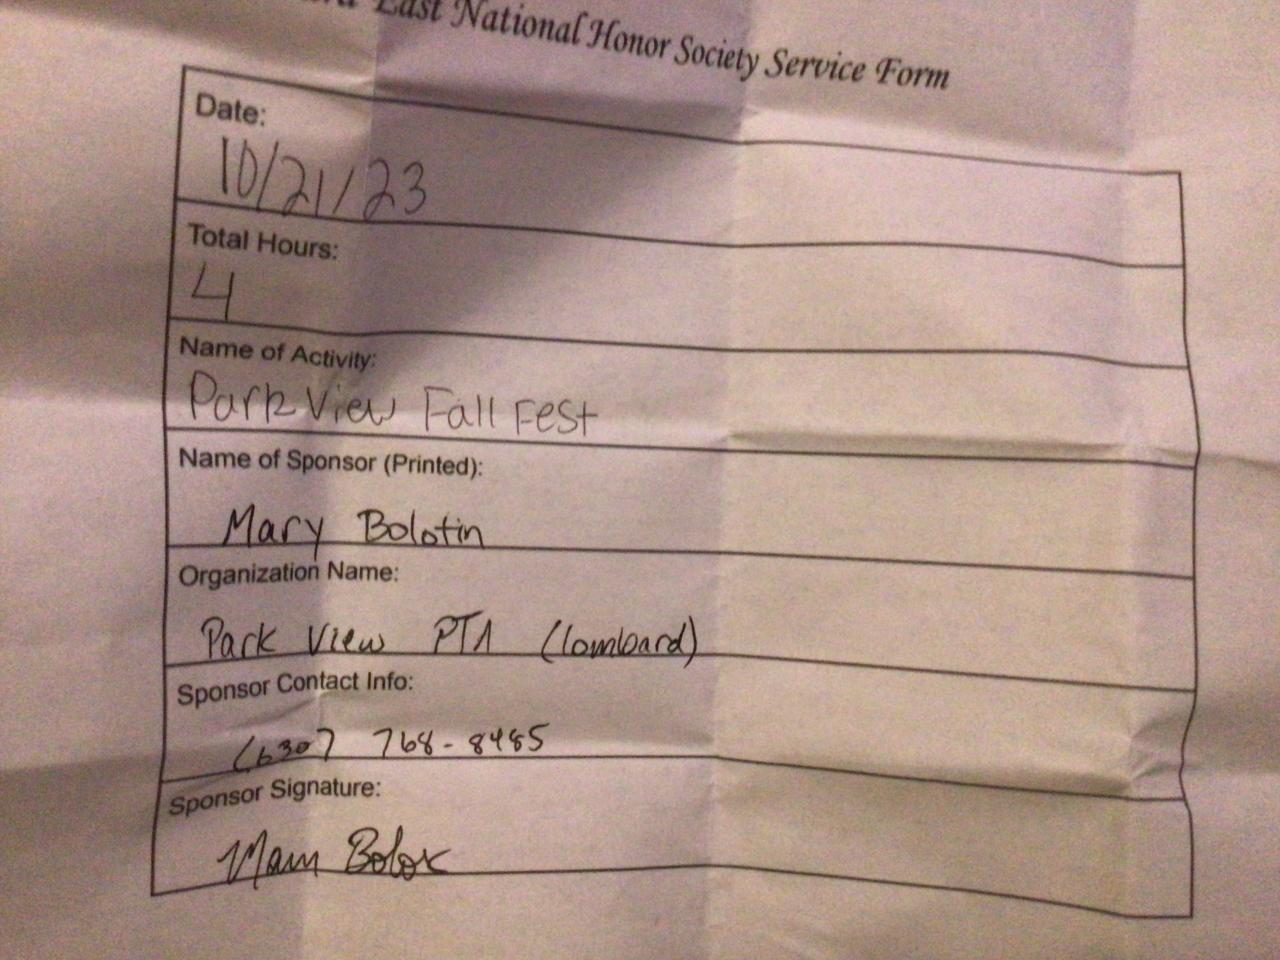 East National Honor Society Service Form
Date:
10/21/23
Total Hours:
4
Name of Activity:
Park View Fall Fest
Name of Sponsor (Printed):
Mary Bolotin
Organization Name:
Park View PTA (lombard)
Sponsor Contact Info:
(630) 768-8485
Sponsor Signature: